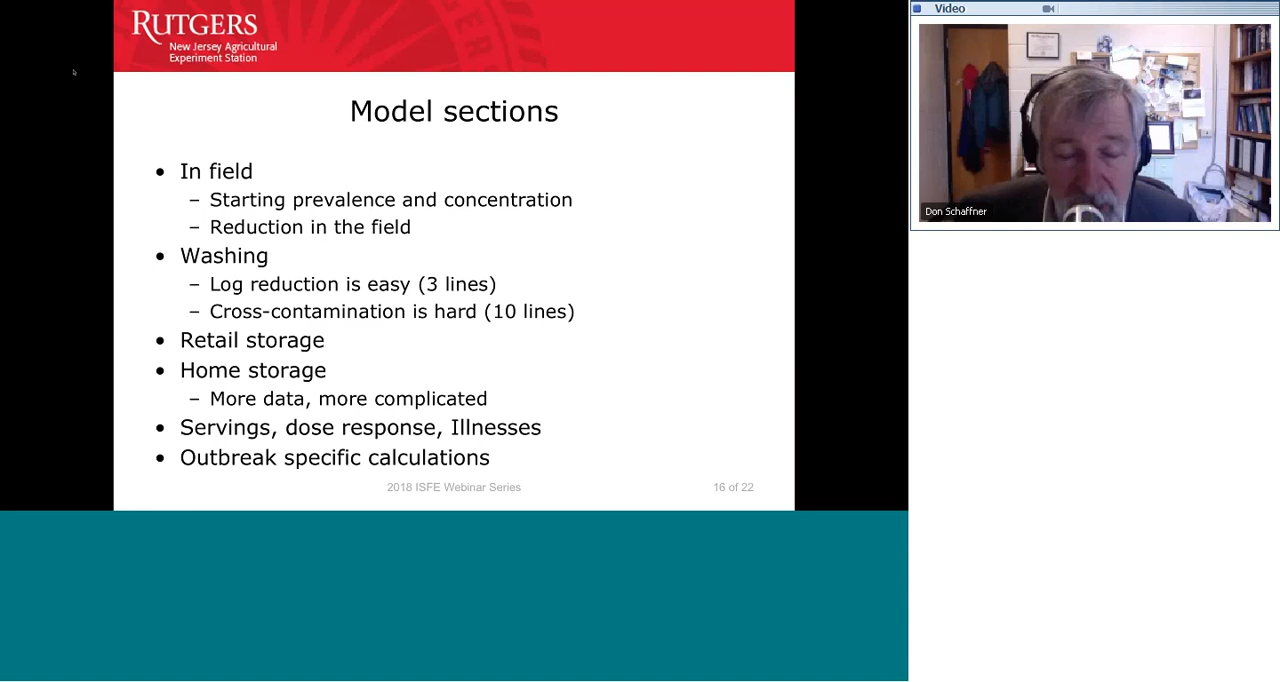 RUTGERS
New Jersey Agricultural
Experiment Station
Model sections
• In field
– Starting prevalence and concentration
– Reduction in the field
• Washing
– Log reduction is easy (3 lines)
– Cross-contamination is hard (10 lines)
• Retail storage
• Home storage
– More data, more complicated
• Servings, dose response, Illnesses
• Outbreak specific calculations
2018 ISFE Webinar Series
16 of 22
Video
Don Schaffner